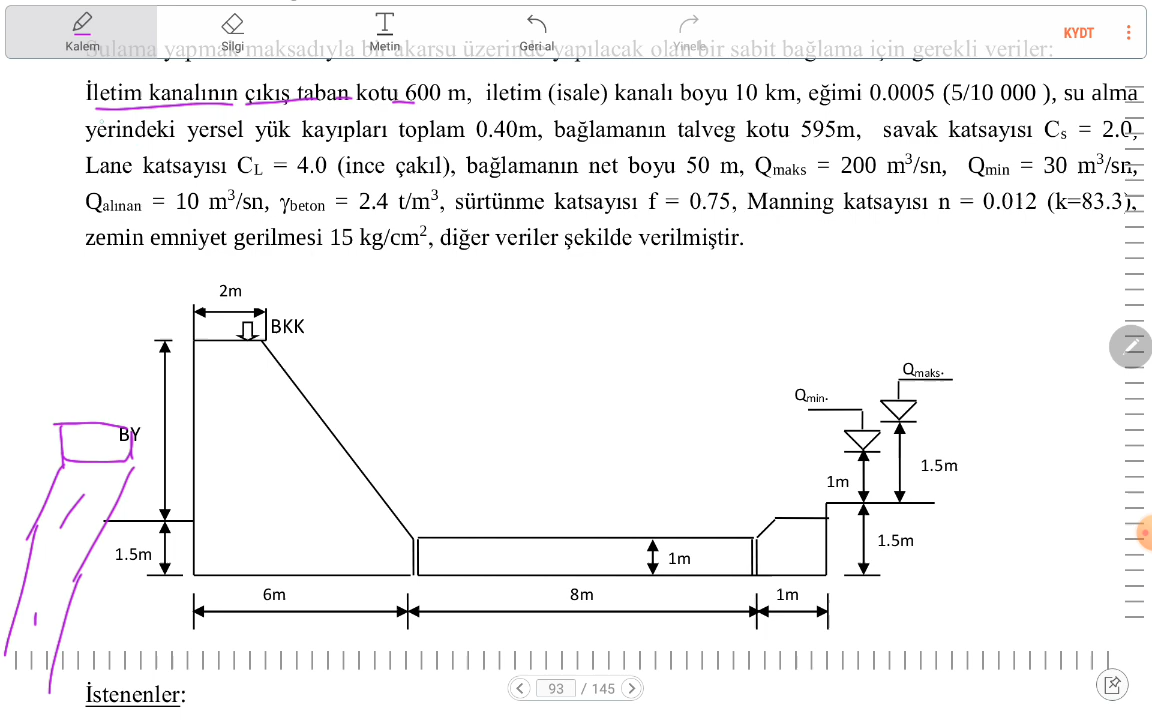 Kalem
Silgi
Metin
Geri al
Yinele
KYDT
Sulama yapmak maksadıyla bir akarsu üzerinde yapılacak olan bir sabit bağlama için gerekli veriler:
İletim kanalının çıkış taban kotu 600 m, iletim (isale) kanalı boyu 10 km, eğimi 0.0005 (5/10 000 ), su alma
yerindeki yersel yük kayıpları toplam 0.40m, bağlamanın talveg kotu 595m, savak katsayısı Cs = 2.0,
Lane katsayısı CL = 4.0 (ince çakıl), bağlamanın net boyu 50 m, Qmaks = 200 m³/sn, Qmin = 30 m³/sn,
Qalınan = 10 m³/sn, γbeton = 2.4 t/m³, sürtünme katsayısı f = 0.75, Manning katsayısı n = 0.012 (k=83.3),
zemin emniyet gerilmesi 15 kg/cm², diğer veriler şekilde verilmiştir.
2m
BKK
Qmaks.
Qmin.
BY
1.5m
1m
1.5m
1.5m
1m
6m
8m
1m
93 / 145
İstenenler: